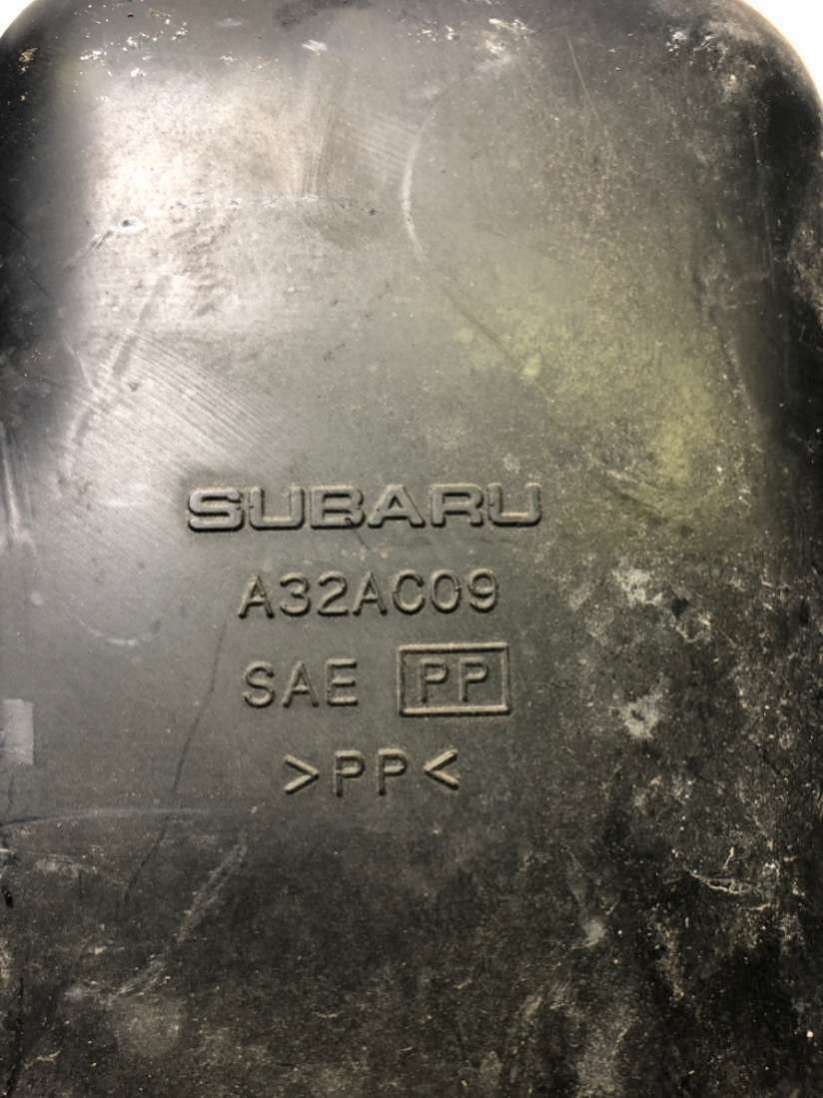 SUBARU
A32AC09
SAE PP
>PP<